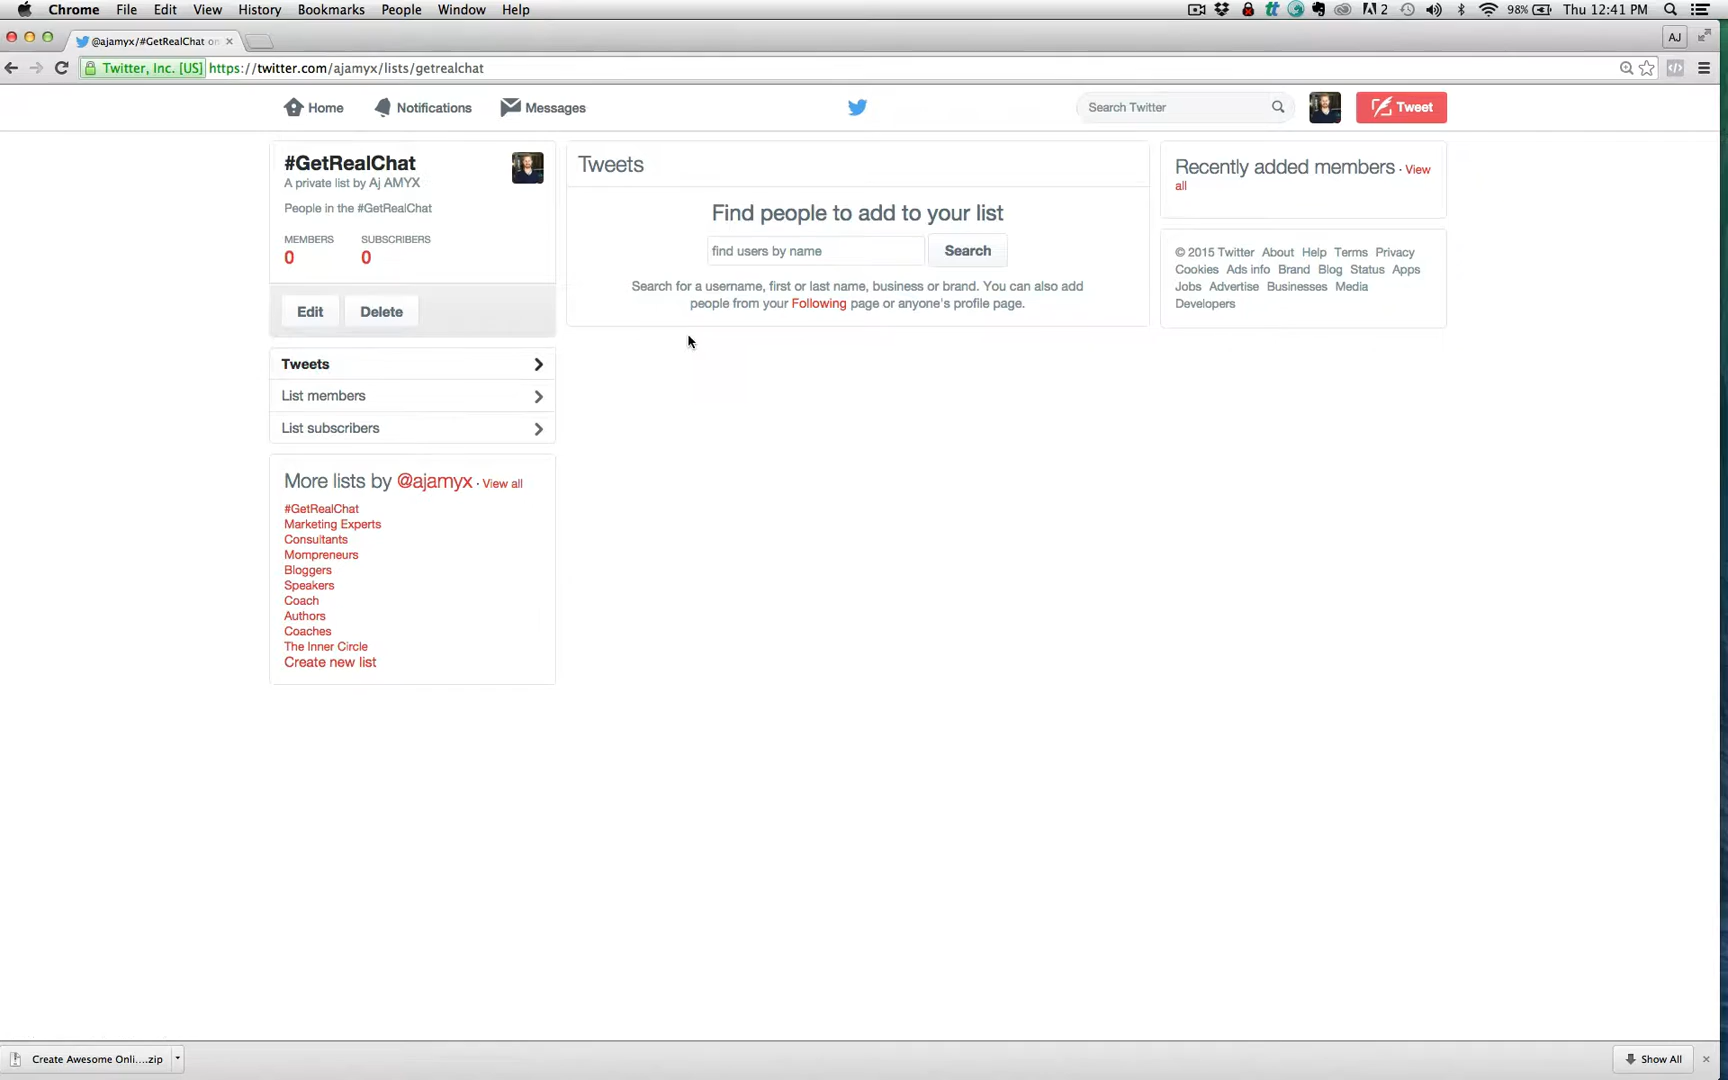 Chrome File Edit View History Bookmarks People Window Help 2 98% Thu 12:41 PM
@ajamyx/#GetRealChat on AJ
Twitter, Inc. [US] https://twitter.com/ajamyx/lists/getrealchat
Home Notifications Messages Search Twitter Tweet
#GetRealChat
A private list by Aj AMYX
People in the #GetRealChat
MEMBERS SUBSCRIBERS
0 0
Edit Delete
Tweets
List members
List subscribers
More lists by @ajamyx · View all
#GetRealChat
Marketing Experts
Consultants
Mompreneurs
Bloggers
Speakers
Coach
Authors
Coaches
The Inner Circle
Create new list
Tweets
Find people to add to your list
find users by name Search
Search for a username, first or last name, business or brand. You can also add
people from your Following page or anyone's profile page.
Recently added members · View
all
© 2015 Twitter About Help Terms Privacy
Cookies Ads info Brand Blog Status Apps
Jobs Advertise Businesses Media
Developers
Create Awesome Onli....zip Show All